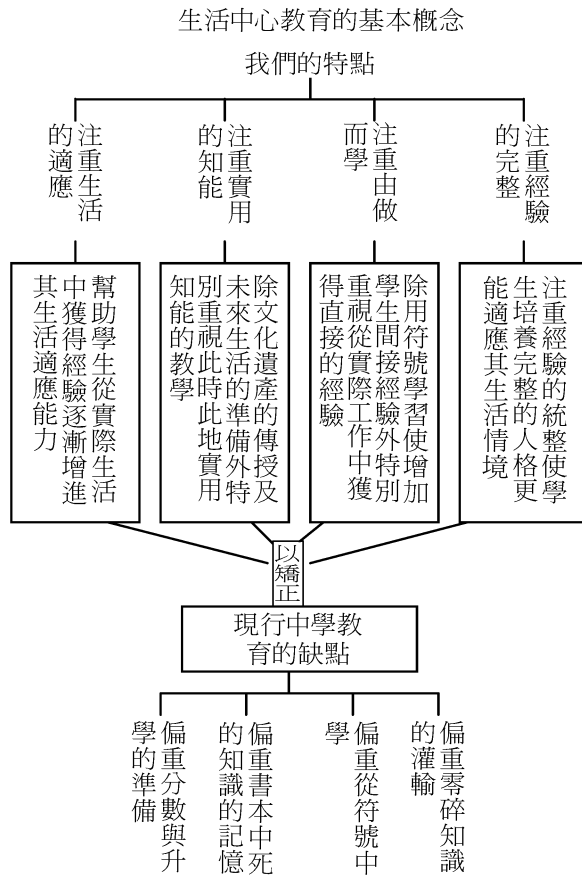 生活中心教育的基本概念
我們的特點
注重經驗
的完整
注重由做
而學
注重實用
的知能
注重生活
的適應
注重經驗的統整使學
生培養完整的人格更
能適應其生活情境
除用符號學習使增加
學生間接經驗外特別
重視從實際工作中獲
得直接的經驗
除文化遺產的傳授及
未來生活的準備外特
別重視此時此地實用
知能的教學
幫助學生從實際生活
中獲得經驗逐漸增進
其生活適應能力
以矯正
現行中學教
育的缺點
偏重零碎知識
的灌輸
偏重從符號中
學
偏重書本中死
的知識的記憶
偏重分數與升
學的準備